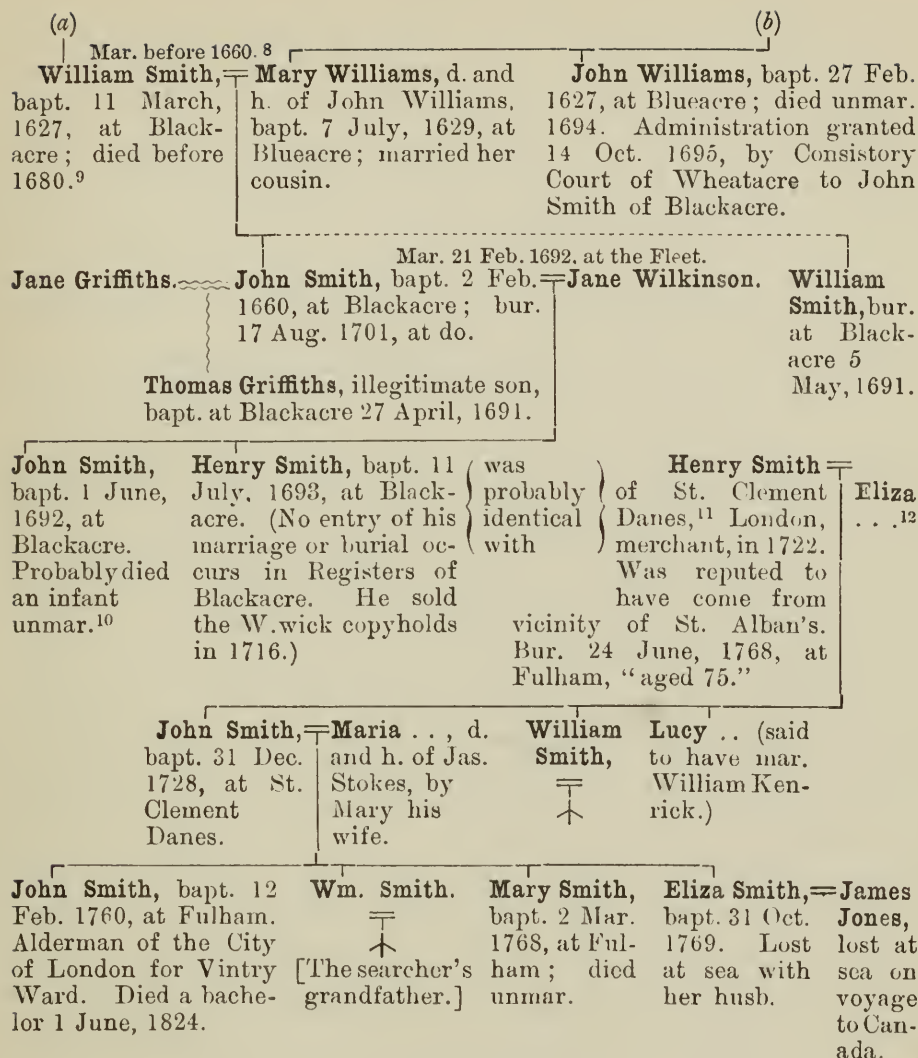 (a)
(b)
Mar. before 1660. 8
William Smith,
bapt. 11 March,
1627, at Black-
acre; died before
1680.9
Mary Williams, d. and
h. of John Williams,
bapt. 7 July, 1629, at
Blueacre; married her
cousin.
John Williams, bapt. 27 Feb.
1627, at Blueacre; died unmar.
1694. Administration granted
14 Oct. 1695, by Consistory
Court of Wheatacre to John
Smith of Blackacre.
Mar. 21 Feb. 1692, at the Fleet.
Jane Griffiths.
John Smith, bapt. 2 Feb.
1660, at Blackacre; bur.
17 Aug. 1701, at do.
Jane Wilkinson.
William
Smith, bur.
at Black-
acre 5
May, 1691.
Thomas Griffiths, illegitimate son,
bapt. at Blackacre 27 April, 1691.
John Smith,
bapt. 1 June,
1692, at
Blackacre.
Probably died
an infant
unmar.10
Henry Smith, bapt. 11
July, 1693, at Black-
acre. (No entry of his
marriage or burial oc-
curs in Registers of
Blackacre. He sold
the W.wick copyholds
in 1716.)
was
probably
identical
with
Henry Smith
of St. Clement
Danes,11 London,
merchant, in 1722.
Was reputed to
have come from
vicinity of St. Alban's.
Bur. 24 June, 1768, at
Fulham, "aged 75."
Eliza
. . .12
John Smith,
bapt. 31 Dec.
1728, at St.
Clement
Danes.
Maria . . , d.
and h. of Jas.
Stokes, by
Mary his
wife.
William
Smith,
Lucy .. (said
to have mar.
William Ken-
rick.)
John Smith, bapt. 12
Feb. 1760, at Fulham.
Alderman of the City
of London for Vintry
Ward. Died a bache-
lor 1 June, 1824.
Wm. Smith.
[The searcher's
grandfather.]
Mary Smith,
bapt. 2 Mar.
1768, at Ful-
ham; died
unmar.
Eliza Smith,
bapt. 31 Oct.
1769. Lost
at sea with
her husb.
James
Jones,
lost at
sea on
voyage
to Can-
ada.